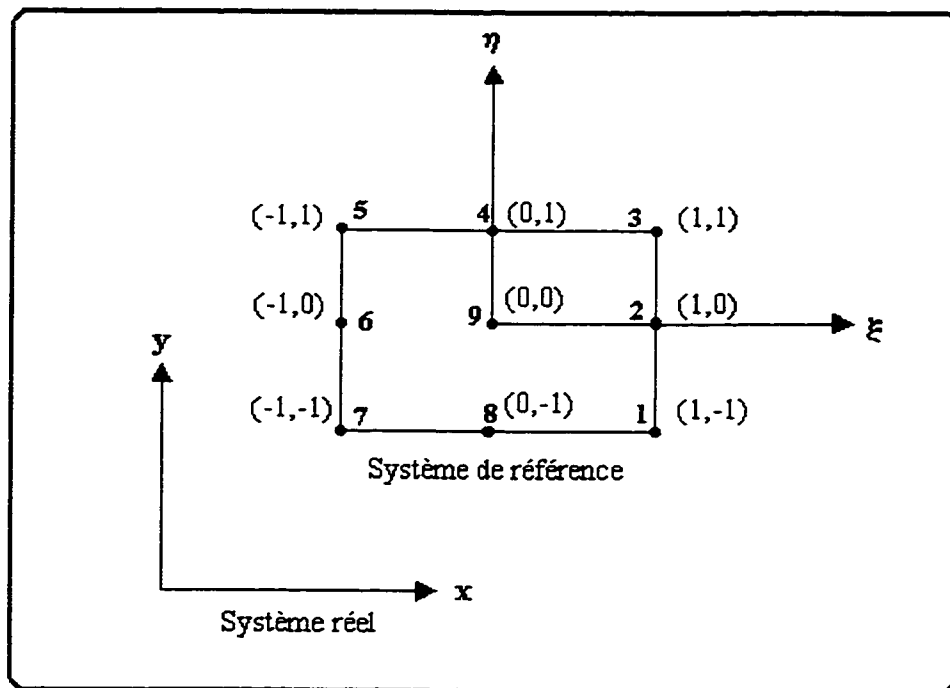 η
(-1,1) 5 4 (0,1) 3 (1,1)
(-1,0) 6 9 (0,0) 2 (1,0) ξ
y
(-1,-1) 7 8 (0,-1) 1 (1,-1)
Système de référence
x
Système réel